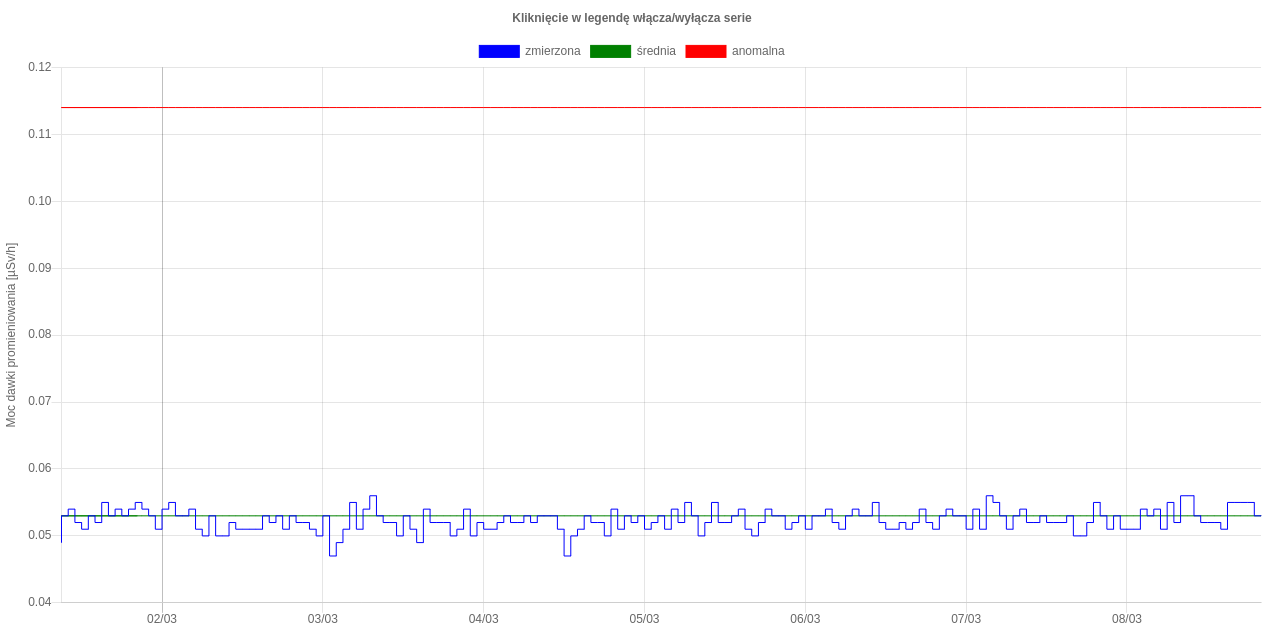 Kliknięcie w legendę włącza/wyłącza serie
zmierzona średnia anomalna
Moc dawki promieniowania [µSv/h]
0.12
0.11
0.10
0.09
0.08
0.07
0.06
0.05
0.04
02/03 03/03 04/03 05/03 06/03 07/03 08/03